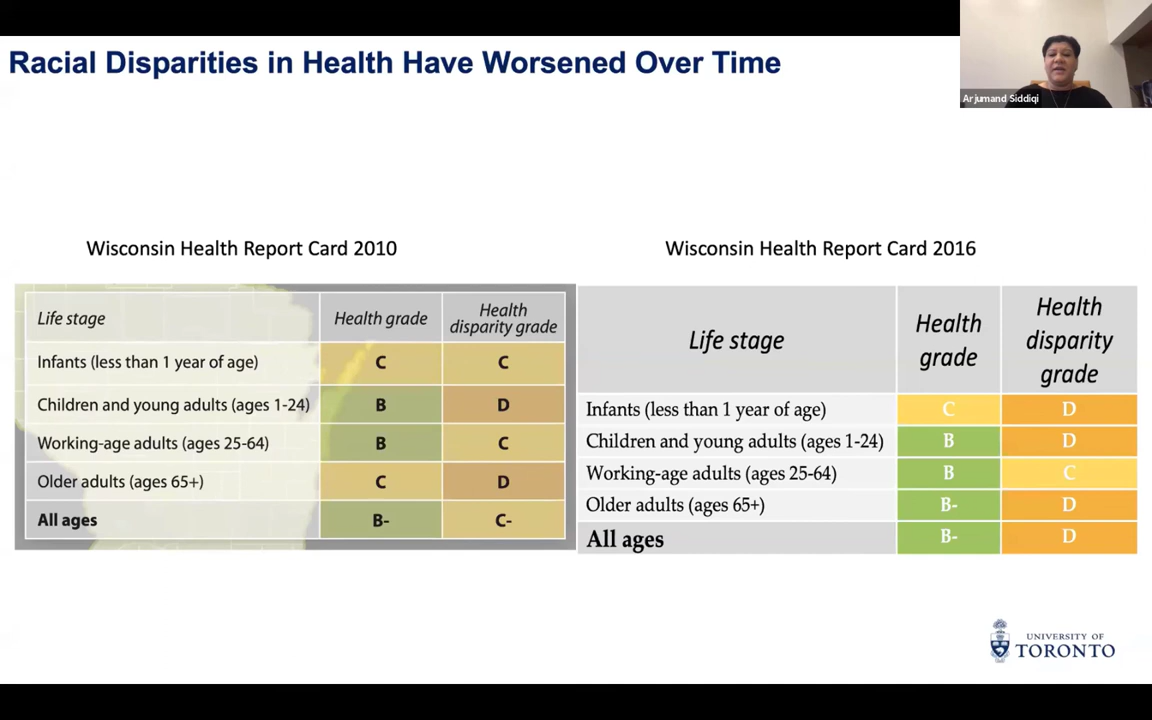 Racial Disparities in Health Have Worsened Over Time
Arjumand Siddiqi
Wisconsin Health Report Card 2010
Life stage Health grade Health disparity grade
Infants (less than 1 year of age) C C
Children and young adults (ages 1-24) B D
Working-age adults (ages 25-64) B C
Older adults (ages 65+) C D
All ages B- C-
Wisconsin Health Report Card 2016
Life stage Health grade Health disparity grade
Infants (less than 1 year of age) C D
Children and young adults (ages 1-24) B D
Working-age adults (ages 25-64) B C
Older adults (ages 65+) B- D
All ages B- D
UNIVERSITY OF
TORONTO